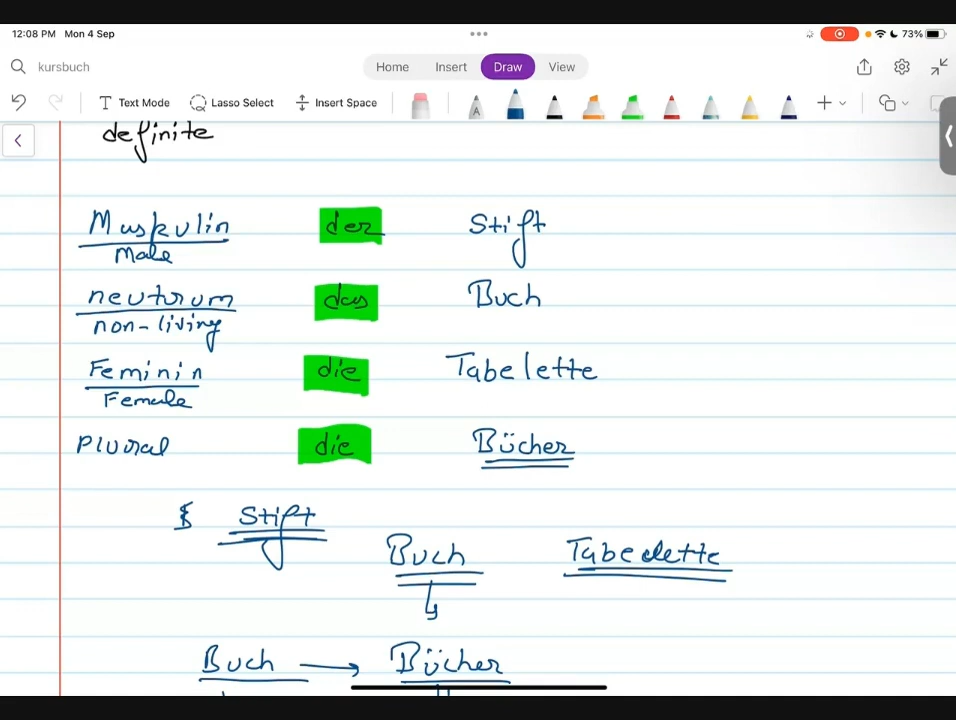 12:08 PM Mon 4 Sep
73%
kursbuch
Home Insert Draw View
Text Mode Lasso Select Insert Space
definite
Muskulin der Stift
Male
neutrum das Buch
non-living
Feminin die Tabelette
Female
Plural die Bücher
Stift
Buch Tabelette
Buch → Bücher